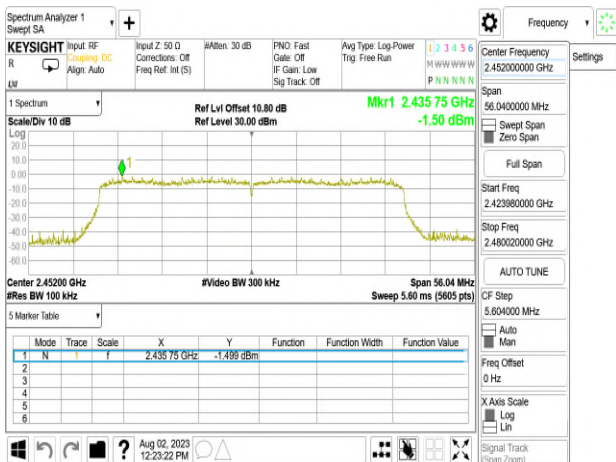 Spectrum Analyzer 1
Swept SA
Frequency
KEYSIGHT
R
Input: RF
Coupling: DC
Align: Auto
Input Z: 50 Ω
Corrections: Off
Freq Ref: Int (S)
#Atten: 30 dB
PNO: Fast
Gate: Off
IF Gain: Low
Sig Track: Off
Avg Type: Log-Power
Trig: Free Run
1 2 3 4 5 6
M W W W W W
P N N N N N
1 Spectrum
Scale/Div 10 dB
Ref Lvl Offset 10.80 dB
Ref Level 30.00 dBm
Mkr1 2.435 75 GHz
-1.50 dBm
Log
20.0
10.0
0.00
-10.0
-20.0
-30.0
-40.0
-50.0
-60.0
1
Center 2.45200 GHz
#Res BW 100 kHz
#Video BW 300 kHz
Span 56.04 MHz
Sweep 5.60 ms (5605 pts)
5 Marker Table
Mode Trace Scale X Y Function Function Width Function Value
1 N 1 f 2.435 75 GHz -1.499 dBm
2
3
4
5
6
Aug 02, 2023
12:23:22 PM
Center Frequency
2.452000000 GHz
Settings
Span
56.0400000 MHz
Swept Span
Zero Span
Full Span
Start Freq
2.423980000 GHz
Stop Freq
2.480020000 GHz
AUTO TUNE
CF Step
5.604000 MHz
Auto
Man
Freq Offset
0 Hz
X Axis Scale
Log
Lin
Signal Track
(Span Zoom)